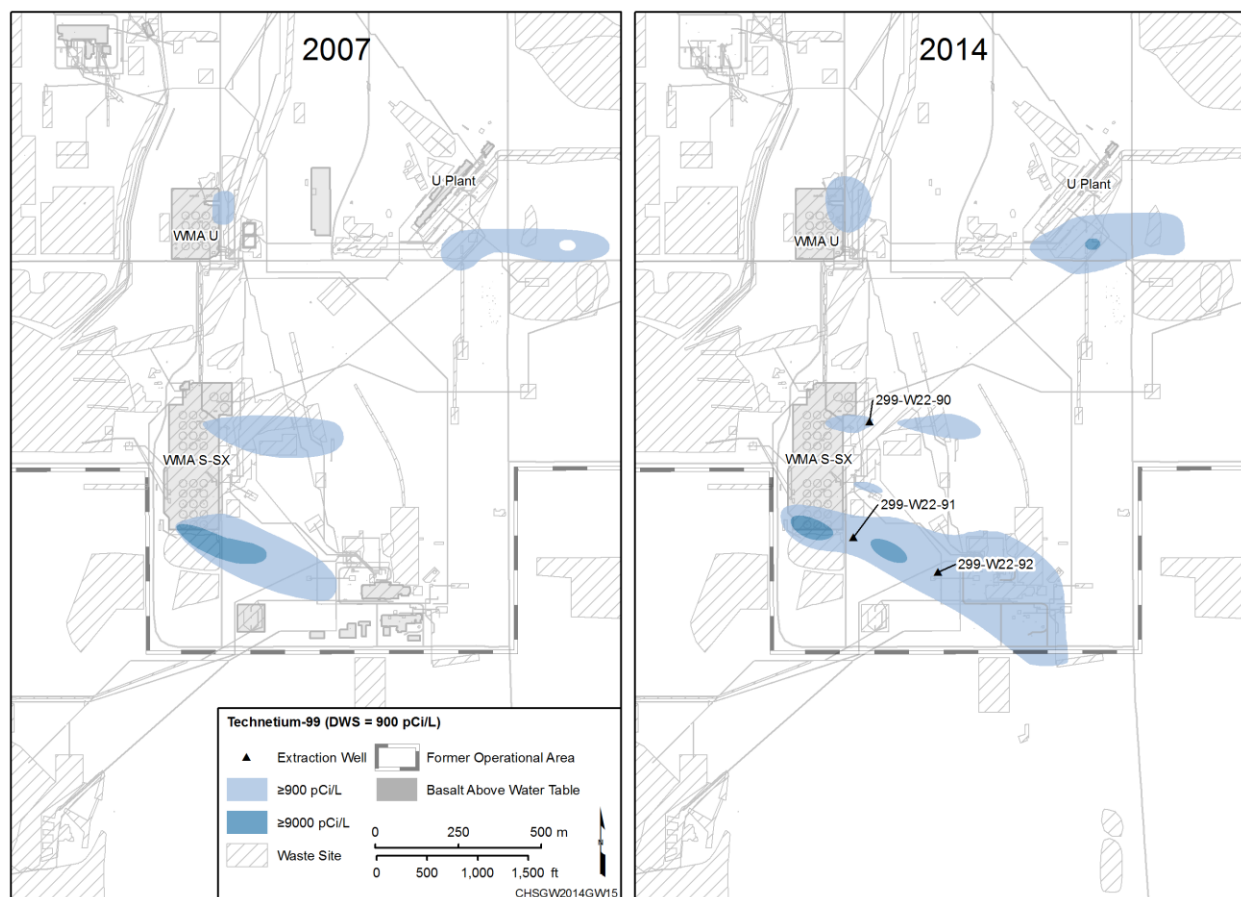 2007
U Plant
WMA U
WMA S-SX
Technetium-99 (DWS = 900 pCi/L)
Extraction Well
Former Operational Area
≥900 pCi/L
Basalt Above Water Table
≥9000 pCi/L
0 250 500 m
Waste Site
0 500 1,000 1,500 ft
N
CHSGW2014GW15
2014
U Plant
WMA U
299-W22-90
WMA S-SX
299-W22-91
299-W22-92